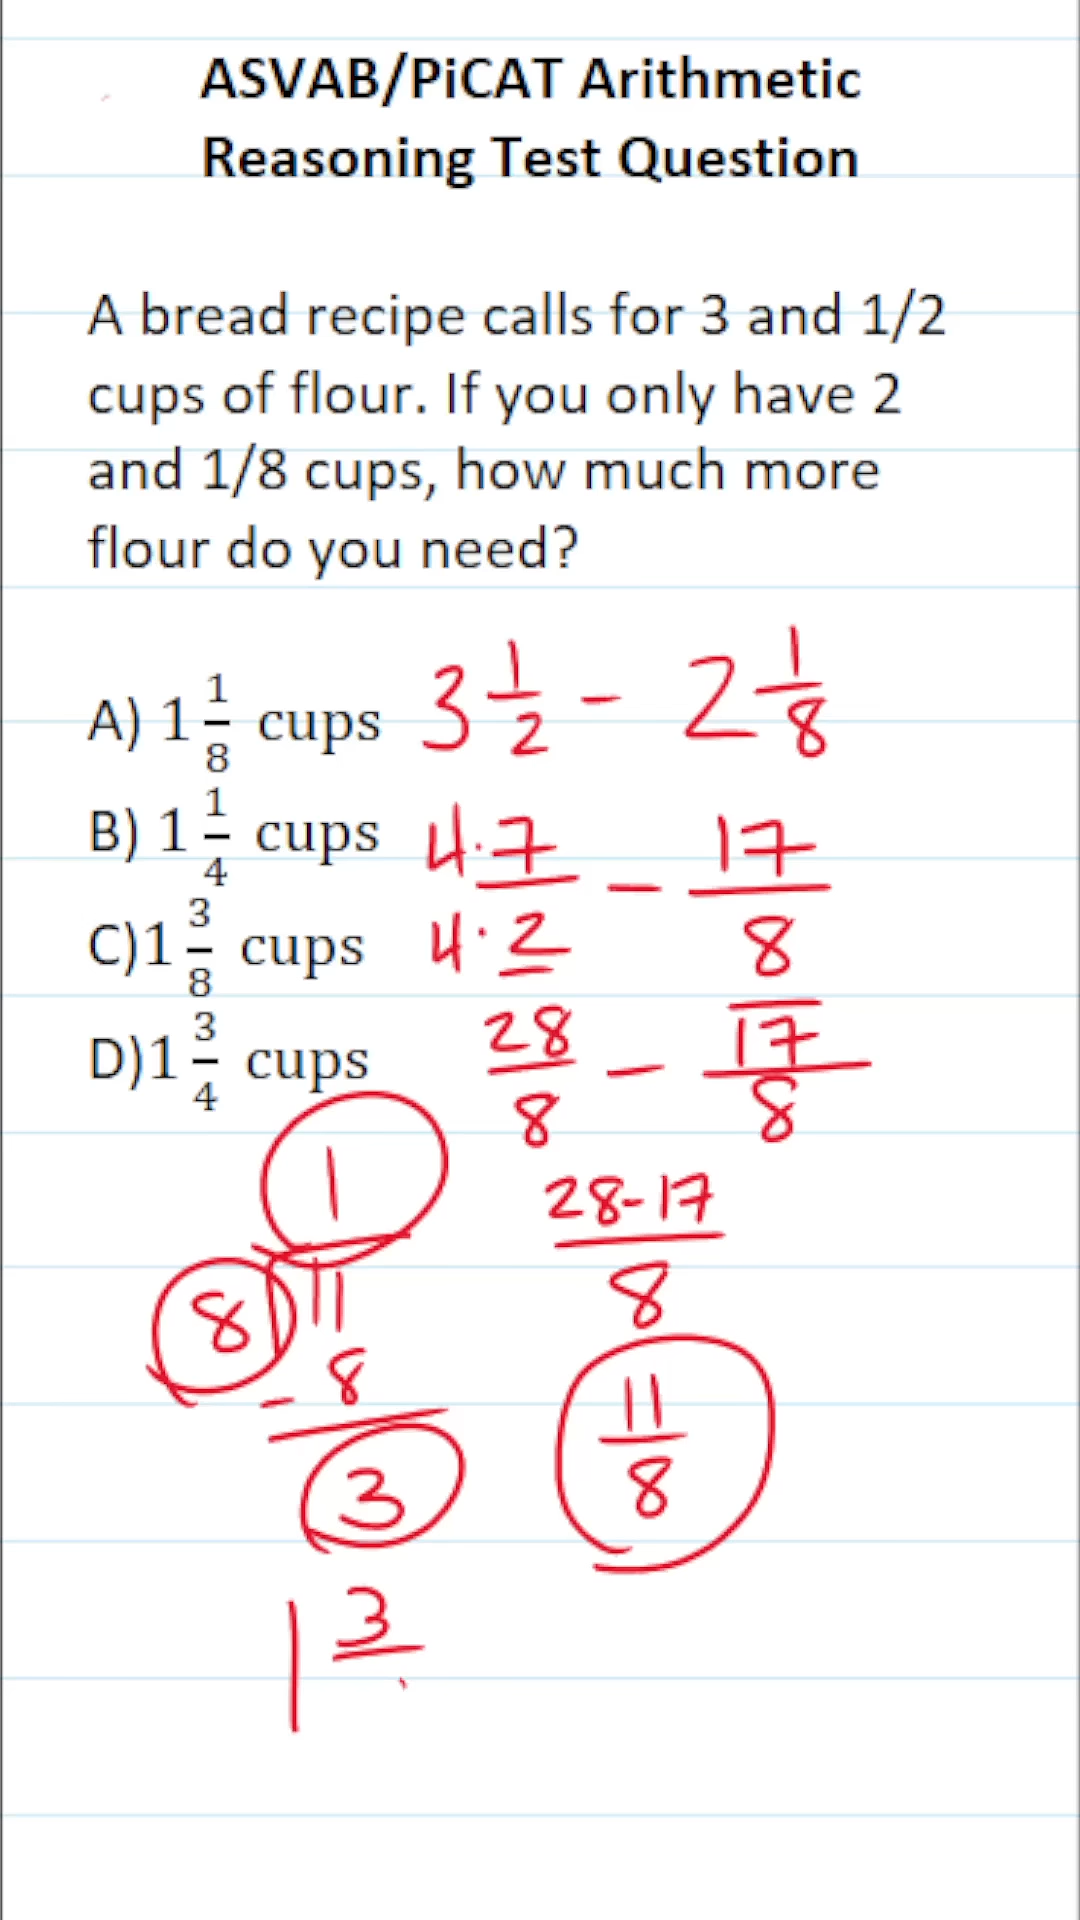 ASVAB/PiCAT Arithmetic
Reasoning Test Question
A bread recipe calls for 3 and 1/2
cups of flour. If you only have 2
and 1/8 cups, how much more
flour do you need?
A) 1 1/8 cups
B) 1 1/4 cups
C)1 3/8 cups
D)1 3/4 cups
3 1/2 - 2 1/8
4·7/4·2 - 17/8
28/8 - 17/8
28-17/8
11/8
1
8 11
- 8
3
1 3/